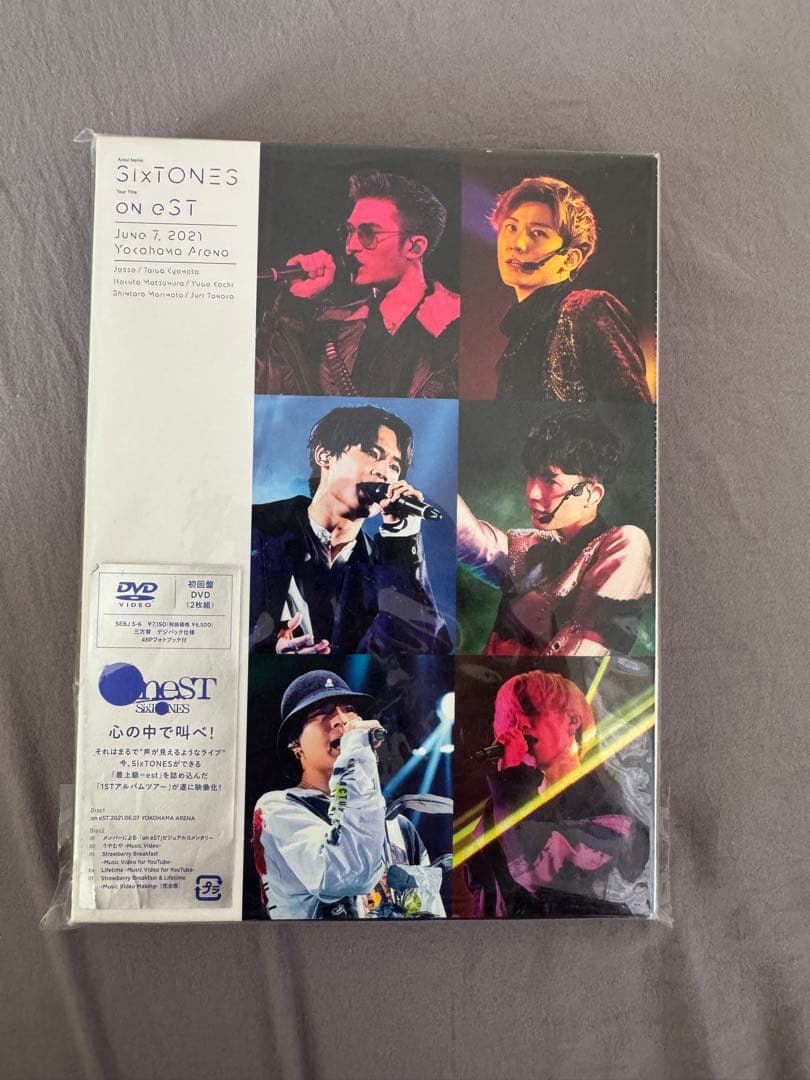 Artist Name:
SixTONES
Tour Title:
on eST
June 7, 2021
Yokohama Arena
Jesse / Taiga Kyomoto
Hokuto Matsumura / Yugo Kochi
Shintaro Morimoto / Juri Tanaka
DVD
VIDEO
初回盤
DVD
(2枚組)
SEBJ 5-6 ¥7,150(税抜価格 ¥6,500)
三方背 デジパック仕様
48Pフォトブック付
OneST
SixTONES
心の中で叫べ!
それはまるで"声が見えるようなライブ"
今、SixTONESができる
「最上級=est」を詰め込んだ
「1STアルバムツアー」が遂に映像化!
Disc1
on eST 2021.06.07 YOKOHAMA ARENA
Disc2
01 メンバーによる「on eST」ビジュアルコメンタリー
02 うやむや -Music Video-
03 Strawberry Breakfast
-Music Video for YouTube-
04 Lifetime -Music Video for YouTube-
05 Strawberry Breakfast & Lifetime
-Music Video Making- (完全版)
プラ